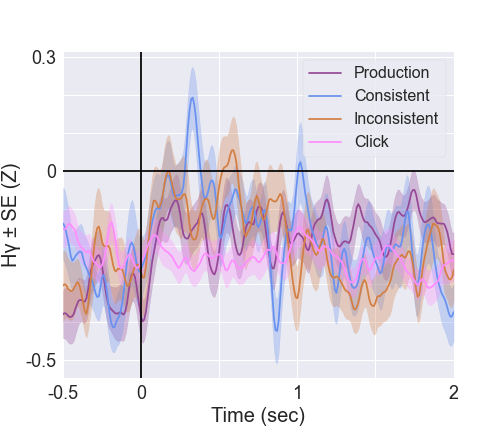 0.3
0
-0.5
Hγ ± SE (Z)
Production
Consistent
Inconsistent
Click
-0.5
0
1
2
Time (sec)